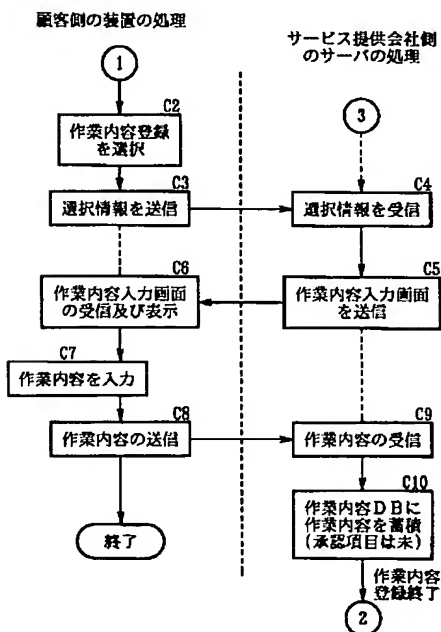 顧客側の装置の処理
サービス提供会社側
のサーバの処理
1
3
C2
作業内容登録
を選択
C3
選択情報を送信
C4
選択情報を受信
C5
作業内容入力画面
を送信
C6
作業内容入力画面
の受信及び表示
C7
作業内容を入力
C8
作業内容の送信
C9
作業内容の受信
C10
作業内容DBに
作業内容を蓄積
(承認項目は未)
終了
作業内容
登録終了
2